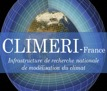 CLIMERI-France
Infrastructure de recherche nationale
de modélisation du climat